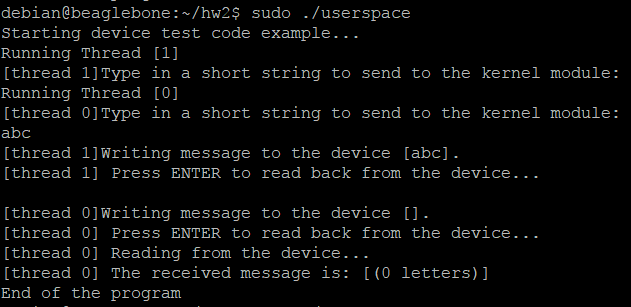 debian@beaglebone:~/hw2$ sudo ./userspace
Starting device test code example...
Running Thread [1]
[thread 1]Type in a short string to send to the kernel module:
Running Thread [0]
[thread 0]Type in a short string to send to the kernel module:
abc
[thread 1]Writing message to the device [abc].
[thread 1] Press ENTER to read back from the device...
[thread 0]Writing message to the device [].
[thread 0] Press ENTER to read back from the device...
[thread 0] Reading from the device...
[thread 0] The received message is: [(0 letters)]
End of the program